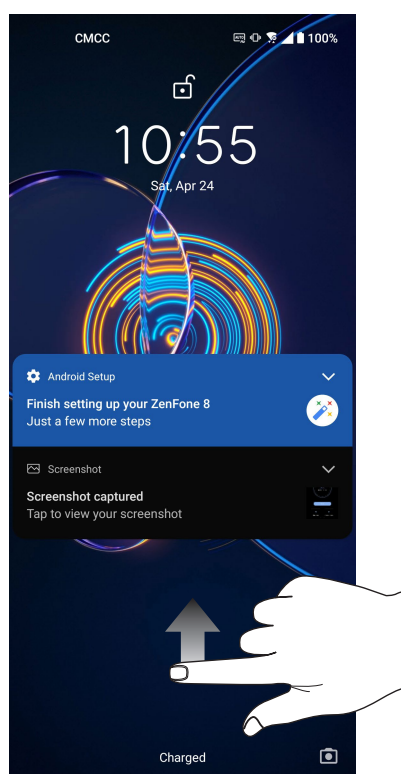 CMCC
100%
10:55
Sat, Apr 24
Android Setup
Finish setting up your ZenFone 8
Just a few more steps
Screenshot
Screenshot captured
Tap to view your screenshot
Charged